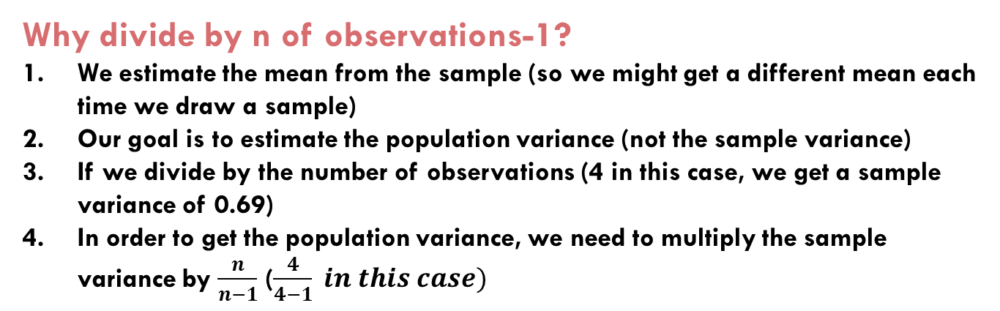 Why divide by n of observations-1?
1. We estimate the mean from the sample (so we might get a different mean each
time we draw a sample)
2. Our goal is to estimate the population variance (not the sample variance)
3. If we divide by the number of observations (4 in this case, we get a sample
variance of 0.69)
4. In order to get the population variance, we need to multiply the sample
variance by n/n−1 (4/4−1 in this case)